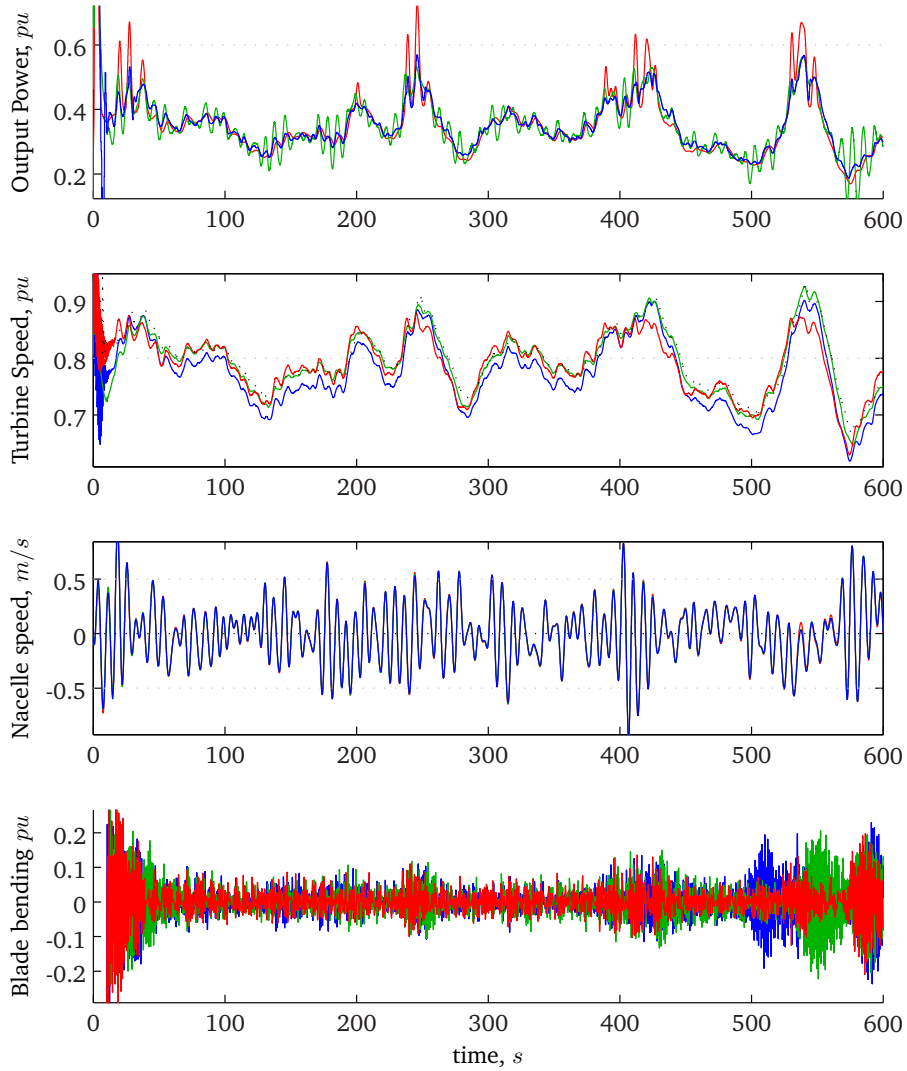 Output Power, pu
0.6
0.4
0.2
0 100 200 300 400 500 600
Turbine Speed, pu
0.9
0.8
0.7
0 100 200 300 400 500 600
Nacelle speed, m/s
0.5
0
-0.5
0 100 200 300 400 500 600
Blade bending pu
0.2
0.1
0
-0.1
-0.2
0 100 200 300 400 500 600
time, s